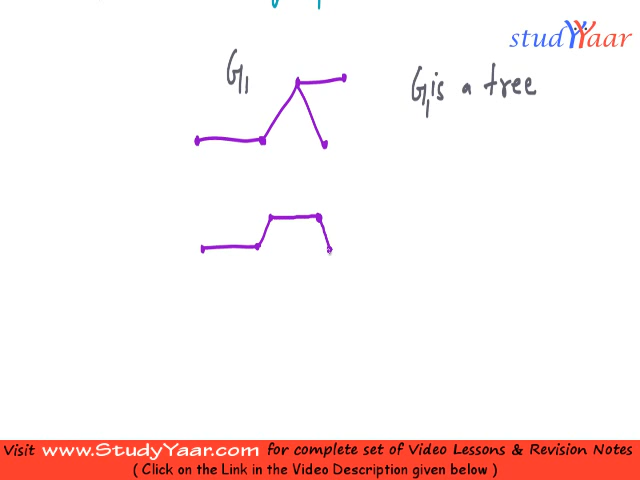 studYYaar
G1
G1 is a tree
Visit www.StudyYaar.com for complete set of Video Lessons & Revision Notes
( Click on the Link in the Video Description given below )